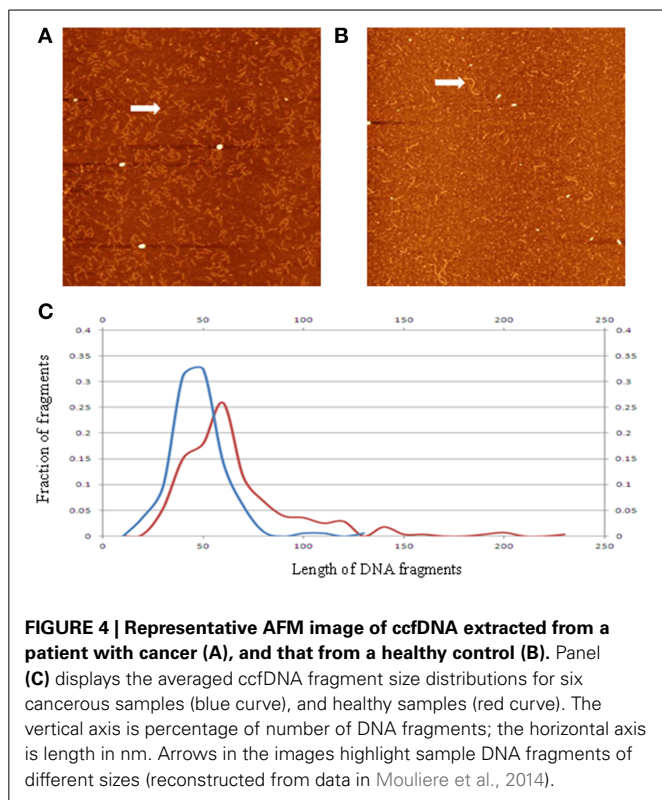 A
B
C
0 50 100 150 200 250
0.4 0.4
0.35 0.35
0.3 0.3
0.25 0.25
0.2 0.2
0.15 0.15
0.1 0.1
0.05 0.05
0 0
0 50 100 150 200 250
Fraction of fragments
Length of DNA fragments
FIGURE 4 | Representative AFM image of ccfDNA extracted from a
patient with cancer (A), and that from a healthy control (B). Panel
(C) displays the averaged ccfDNA fragment size distributions for six
cancerous samples (blue curve), and healthy samples (red curve). The
vertical axis is percentage of number of DNA fragments; the horizontal axis
is length in nm. Arrows in the images highlight sample DNA fragments of
different sizes (reconstructed from data in Mouliere et al., 2014).